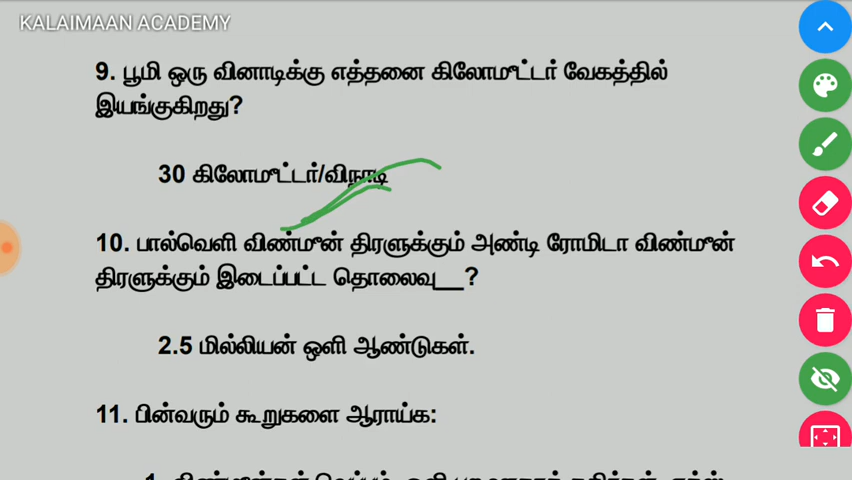 KALAIMAAN ACADEMY
9. பூமி ஒரு வினாடிக்கு எத்தனை கிலோமீட்டர் வேகத்தில்
இயங்குகிறது?
30 கிலோமீட்டர்/விநாடி
10. பால்வெளி விண்மீன் திரளுக்கும் அண்டி ரோமிடா விண்மீன்
திரளுக்கும் இடைப்பட்ட தொலைவு__?
2.5 மில்லியன் ஒளி ஆண்டுகள்.
11. பின்வரும் கூறுகளை ஆராய்க: